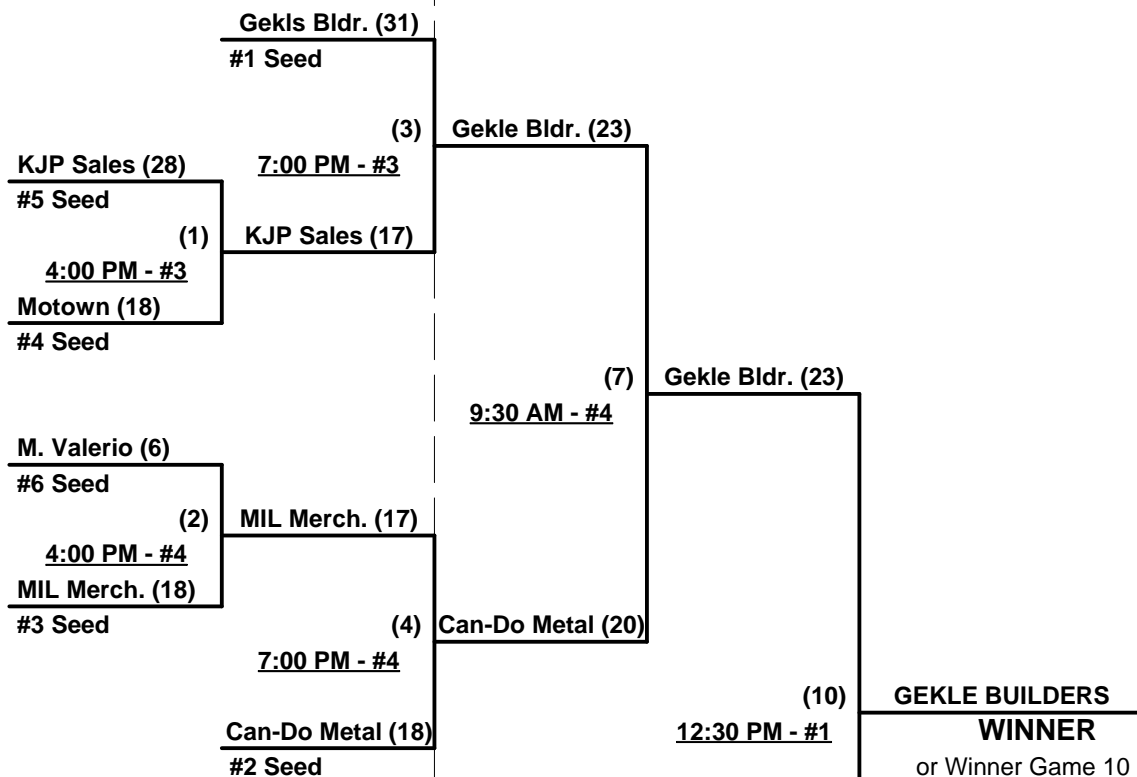 Gekls Bldr. (31)
#1 Seed
(3)
Gekle Bldr. (23)
KJP Sales (28)
7:00 PM - #3
#5 Seed
(1)
KJP Sales (17)
4:00 PM - #3
Motown (18)
#4 Seed
(7)
Gekle Bldr. (23)
9:30 AM - #4
M. Valerio (6)
#6 Seed
(2)
MIL Merch. (17)
4:00 PM - #4
MIL Merch. (18)
#3 Seed
(4)
Can-Do Metal (20)
7:00 PM - #4
(10)
GEKLE BUILDERS
Can-Do Metal (18)
12:30 PM - #1
WINNER
#2 Seed
or Winner Game 10